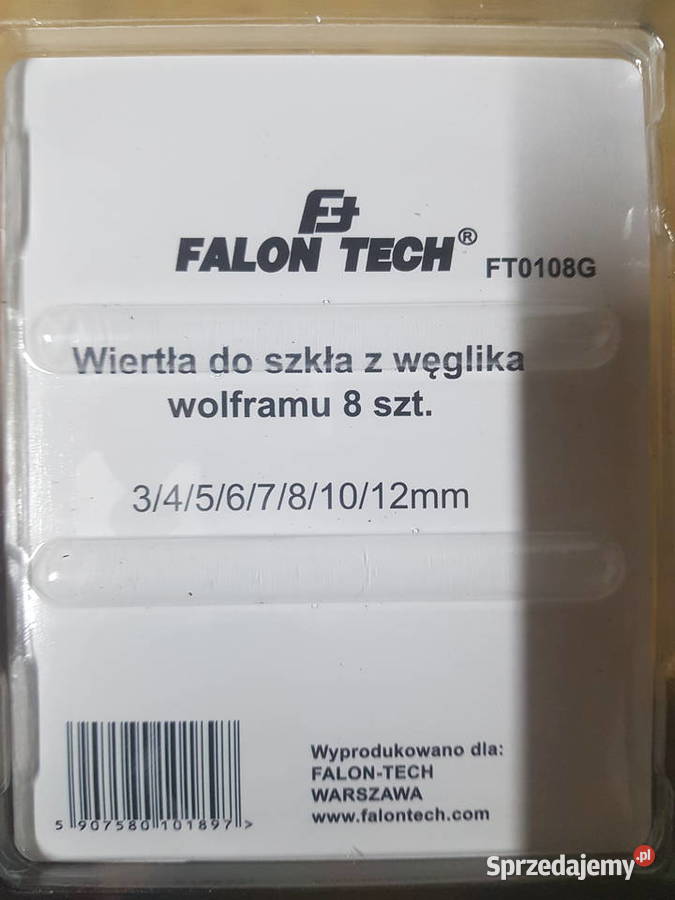 FALON TECH® FT0108G
Wiertła do szkła z węglika
wolframu 8 szt.
3/4/5/6/7/8/10/12mm
Wyprodukowano dla:
FALON-TECH
WARSZAWA
www.falontech.com
5 907580 101897 >
Sprzedajemy.pl